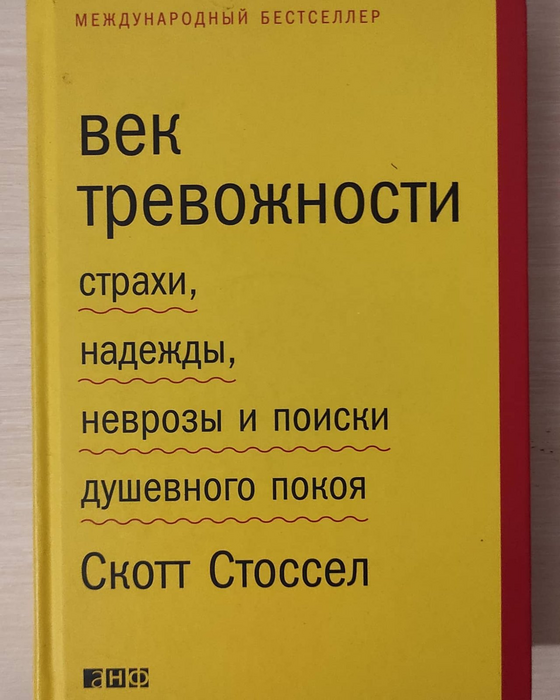 МЕЖДУНАРОДНЫЙ БЕСТСЕЛЛЕР
век
тревожности
страхи,
надежды,
неврозы и поиски
душевного покоя
Скотт Стоссел
анф